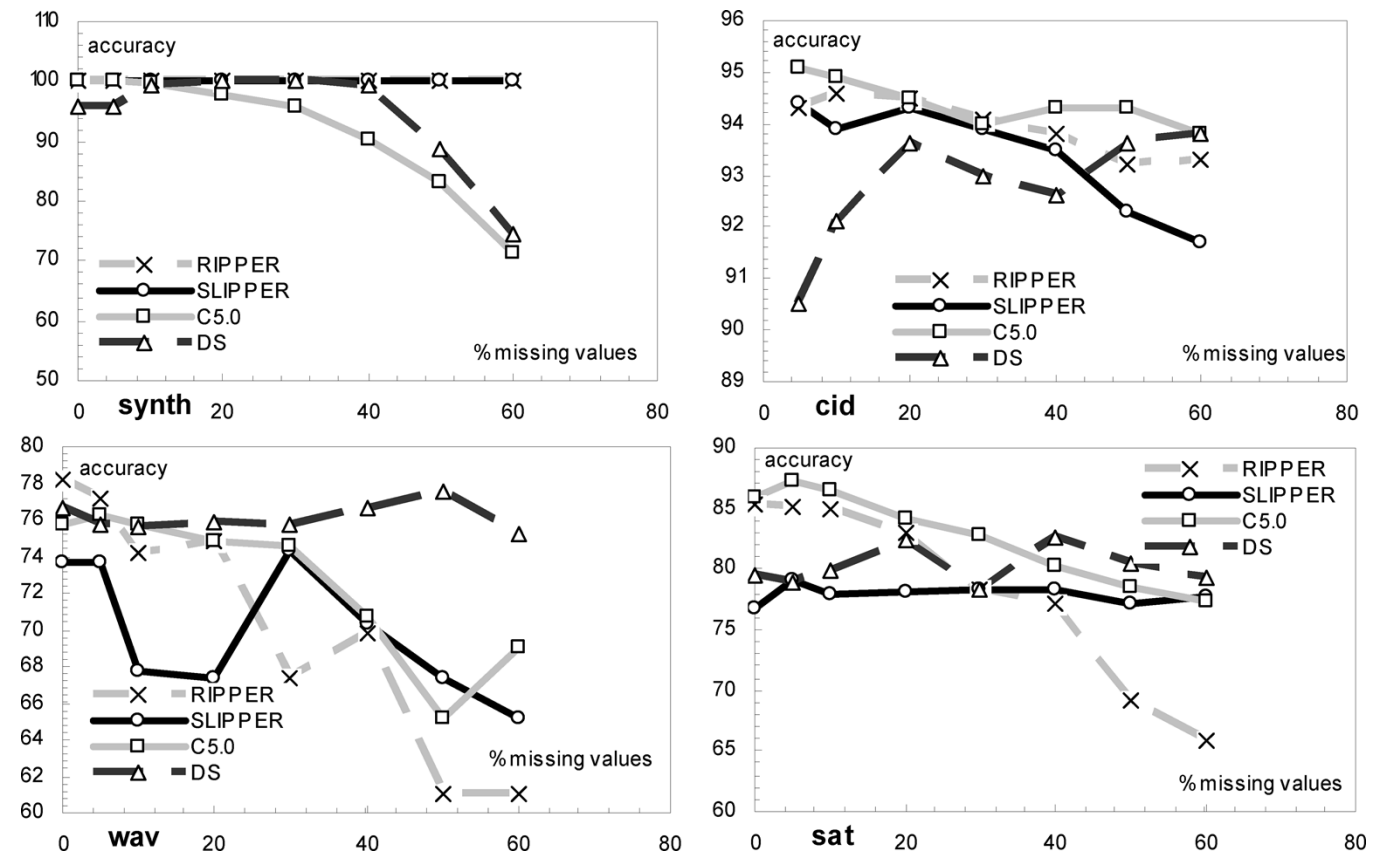 110
accuracy
100
90
80
70
60
50
RIPPER
SLIPPER
C5.0
DS
% missing values
0
synth
20
40
60
80
96
accuracy
95
94
93
92
91
90
89
RIPPER
SLIPPER
C5.0
DS
% missing values
0
cid
20
40
60
80
80
accuracy
78
76
74
72
70
68
66
64
62
60
RIPPER
SLIPPER
C5.0
DS
% missing values
0
wav
20
40
60
80
90
accuracy
85
80
75
70
65
60
RIPPER
SLIPPER
C5.0
DS
% missing values
0
sat
20
40
60
80